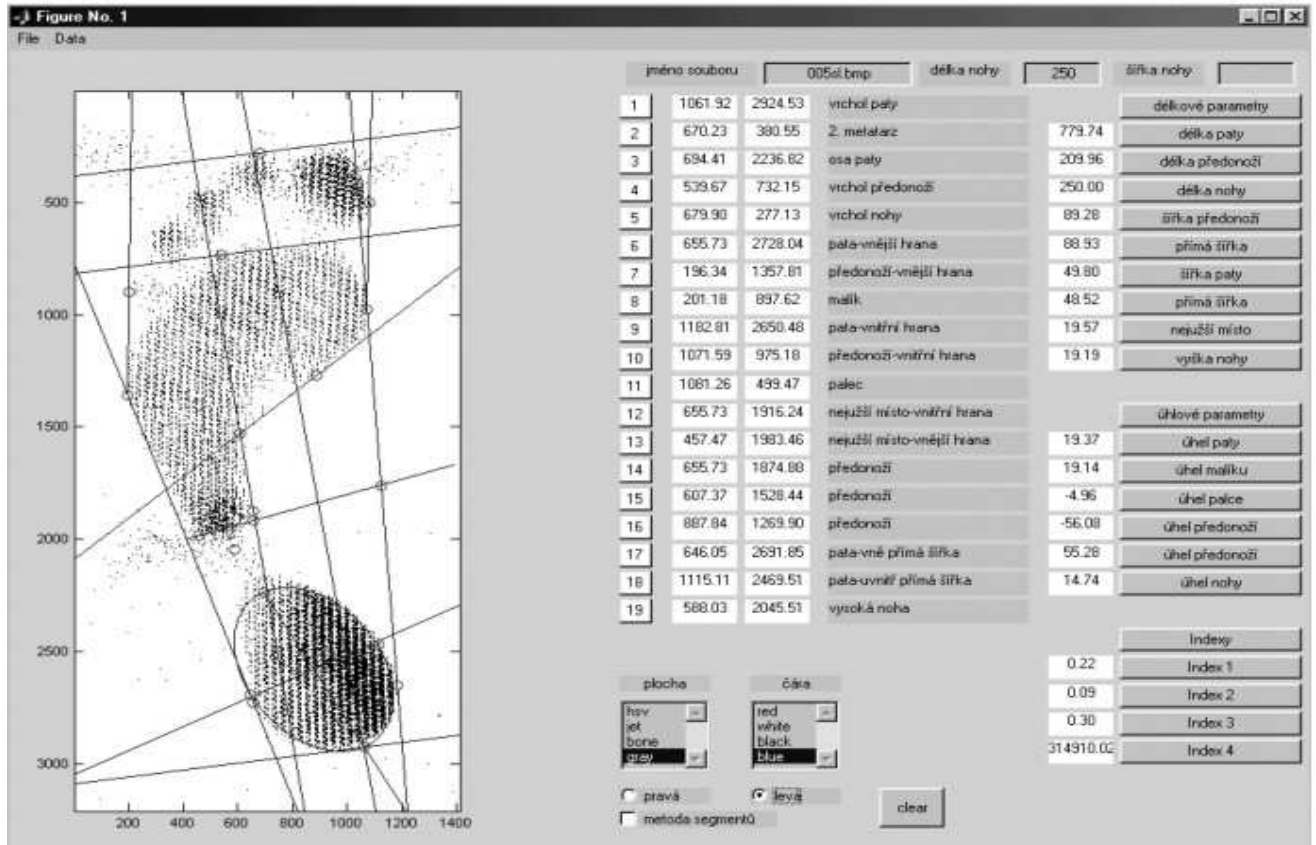 Figure No. 1
File Data
jméno souboru 005sl.bmp délka nohy 250 šířka nohy
1 1061.92 2924.53 vrchol paty délkové parametry
2 670.23 380.55 2. metatarz 779.74 délka paty
3 694.41 2236.82 osa paty 209.96 délka předonoží
4 539.67 732.15 vrchol předonoží 250.00 délka nohy
5 679.90 277.13 vrchol nohy 89.28 šířka předonoží
6 655.73 2728.04 pata-vnější hrana 88.93 přímá šířka
7 196.34 1357.81 předonoží-vnější hrana 49.80 šířka paty
8 201.18 897.62 malík 48.52 přímá šířka
9 1182.81 2650.48 pata-vnitřní hrana 19.57 nejužší místo
10 1071.59 975.18 předonoží-vnitřní hrana 19.19 vyška nohy
11 1081.26 499.47 palec
12 655.73 1916.24 nejužší místo-vnitřní hrana úhlové parametry
13 457.47 1983.46 nejužší místo-vnější hrana 19.37 úhel paty
14 655.73 1874.88 předonoží 19.14 úhel malíku
15 607.37 1528.44 předonoží -4.96 úhel palce
16 887.84 1269.90 předonoží -56.08 úhel předonoží
17 646.05 2691.85 pata-vně přímá šířka 55.28 úhel předonoží
18 1115.11 2469.51 pata-uvnitř přímá šířka 14.74 úhel nohy
19 588.03 2045.51 vysoká noha
Indexy
0.22 Index 1
0.09 Index 2
0.30 Index 3
314910.02 Index 4
plocha čára
hsv red
jet white
bone black
gray blue
pravá levá
metoda segmentů
clear
500
1000
1500
2000
2500
3000
200 400 600 800 1000 1200 1400